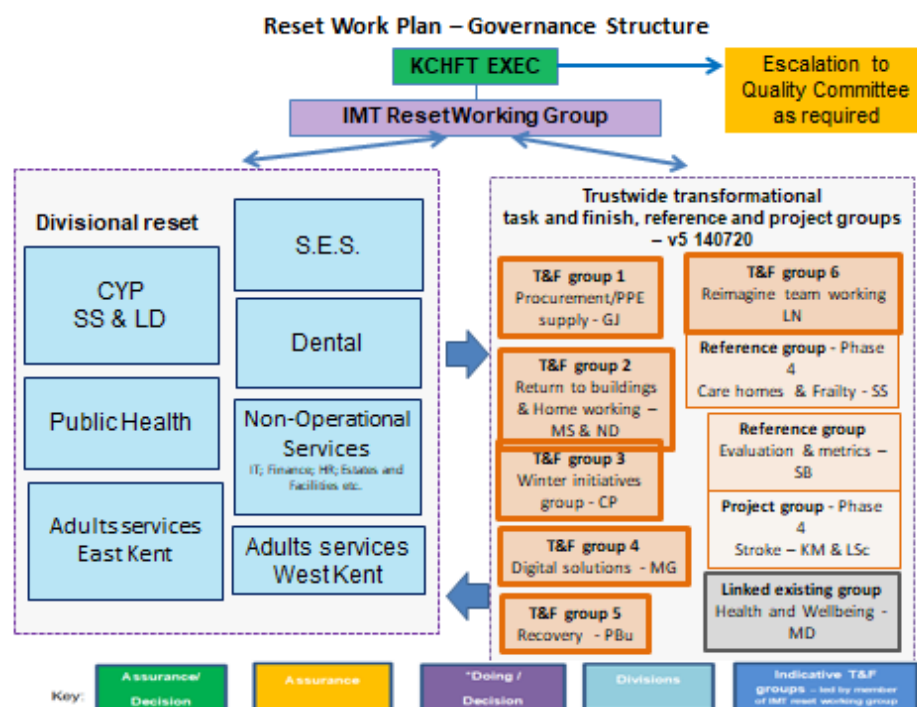 Reset Work Plan – Governance Structure
KCHFT EXEC
Escalation to
Quality Committee
as required
IMT Reset Working Group
Divisional reset
CYP
SS & LD
Public Health
Adults services
East Kent
S.E.S.
Dental
Non-Operational
Services
IT; Finance; HR; Estates and
Facilities etc.
Adults services
West Kent
Trustwide transformational
task and finish, reference and project groups
– v5 140720
T&F group 1
Procurement/PPE
supply - GJ
T&F group 2
Return to buildings
& Home working –
MS & ND
T&F group 3
Winter initiatives
group - CP
T&F group 4
Digital solutions - MG
T&F group 5
Recovery - PBu
T&F group 6
Reimagine team working
LN
Reference group - Phase
4
Care homes & Frailty - SS
Reference group
Evaluation & metrics –
SB
Project group - Phase
4
Stroke – KM & LSc
Linked existing group
Health and Wellbeing -
MD
Key:
Assurance/
Decision
Assurance
"Doing /
Decision
Divisions
Indicative T&F
groups – led by member
of IMT reset working group